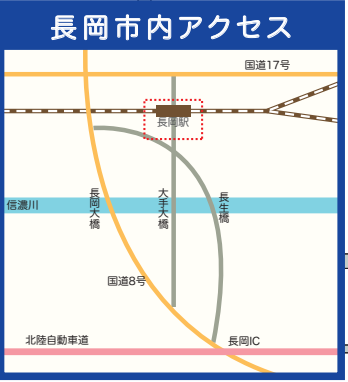 長岡市内アクセス
国道17号
長岡駅
長岡大橋
大手大橋
長生橋
信濃川
国道8号
北陸自動車道
長岡IC